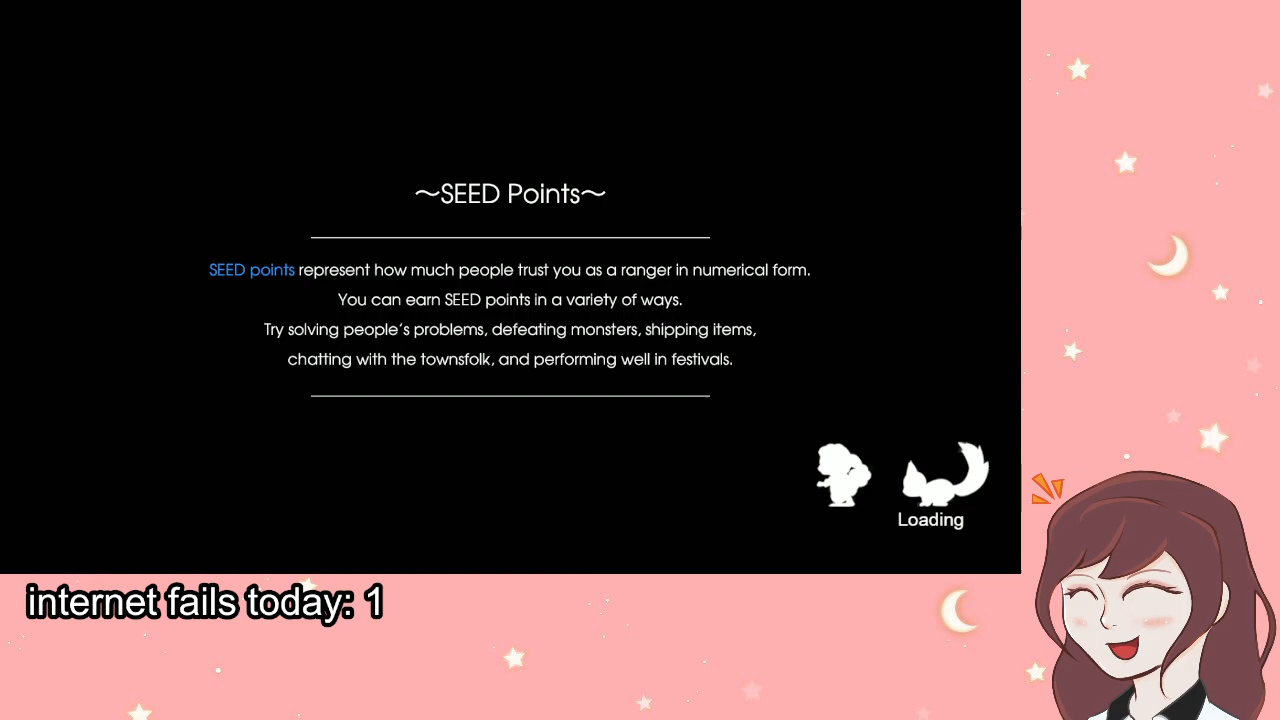 ～SEED Points～
SEED points represent how much people trust you as a ranger in numerical form.
You can earn SEED points in a variety of ways.
Try solving people's problems, defeating monsters, shipping items,
chatting with the townsfolk, and performing well in festivals.
Loading
internet fails today: 1